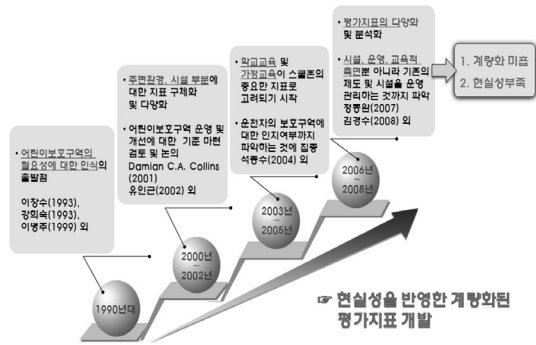 • 어린이보호구역의
필요성에 대한 인식의
출발점
이창수(1993),
강희숙(1993),
이병주(1999) 외
1990년대
• 주변환경, 시설 부분에
대한 지표 구체화
및 다양화
• 어린이보호구역 운영 및
개선에 대한 기준 마련
검토 및 논의
Damian C.A. Collins
(2001)
유인근(2002) 외
2000년
~
2002년
• 학교교육 및
가정교육이 스쿨존의
중요한 지표로
고려되기 시작
• 운전자의 보호구역에
대한 인지여부까지
파악하는 것에 집중
석종수(2004) 외
2003년
~
2005년
• 평가지표의 다양화
및 분석화
• 시설, 운영, 교육적
측면뿐 아니라 기존의
제도 및 시설을 운영
관리하는 것까지 파악
정동원(2007)
김경수(2008) 외
2006년
~
2008년
1. 계량화 미흡
2. 현실성부족
☞ 현실성을 반영한 계량화된
평가지표 개발